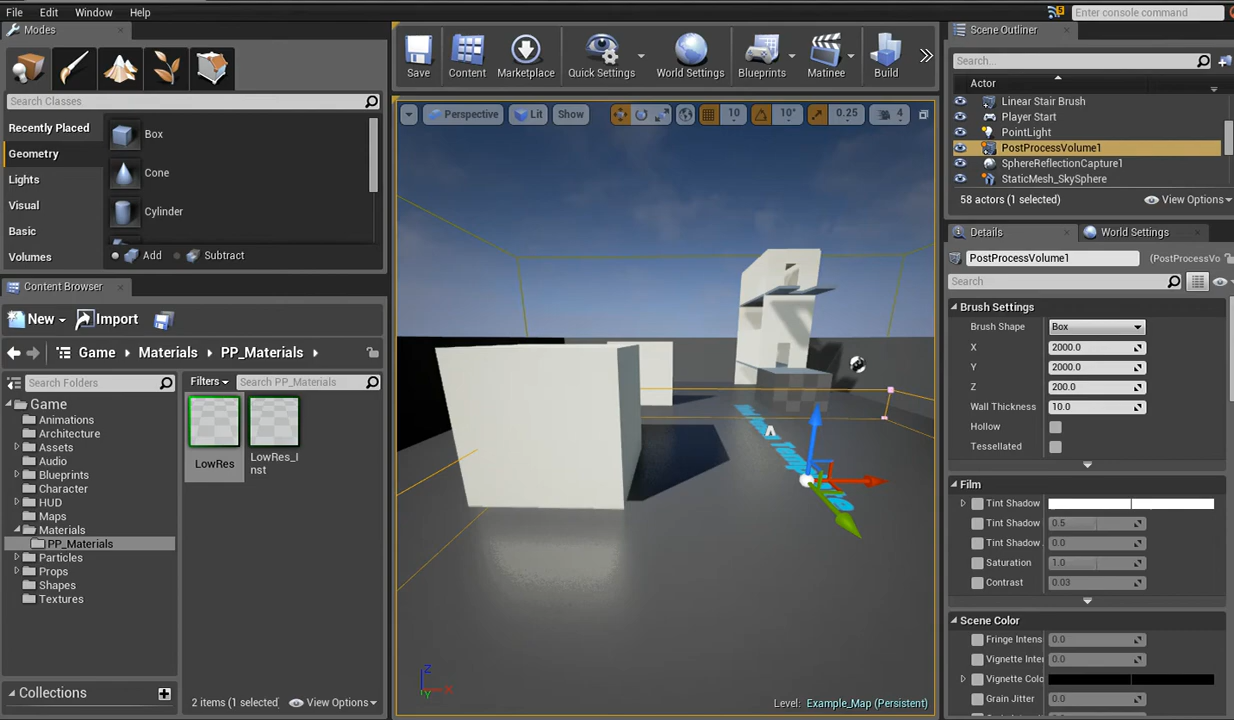 File Edit Window Help
5 Enter console command
Modes
Search Classes
Recently Placed
Geometry
Lights
Visual
Basic
Volumes
Box
Cone
Cylinder
Add Subtract
Content Browser
New Import
Game Materials PP_Materials
Search Folders
Filters Search PP_Materials
Game
Animations
Architecture
Assets
Audio
Blueprints
Character
HUD
Maps
Materials
PP_Materials
Particles
Props
Shapes
Textures
Collections
LowRes
LowRes_I
nst
2 items (1 selected) View Options
Save Content Marketplace Quick Settings World Settings Blueprints Matinee Build
Perspective Lit Show 10 10° 0.25 4
Z
X
Y
Level: Example_Map (Persistent)
Scene Outliner
Search...
Actor
Linear Stair Brush
Player Start
PointLight
PostProcessVolume1
SphereReflectionCapture1
StaticMesh_SkySphere
58 actors (1 selected) View Options
Details World Settings
PostProcessVolume1 (PostProcessVo
Search
Brush Settings
Brush Shape Box
X 2000.0
Y 2000.0
Z 200.0
Wall Thickness 10.0
Hollow
Tessellated
Film
Tint Shadow
Tint Shadow 0.5
Tint Shadow 0.0
Saturation 1.0
Contrast 0.03
Scene Color
Fringe Intens 0.0
Vignette Inter 0.0
Vignette Colo
Grain Jitter 0.0